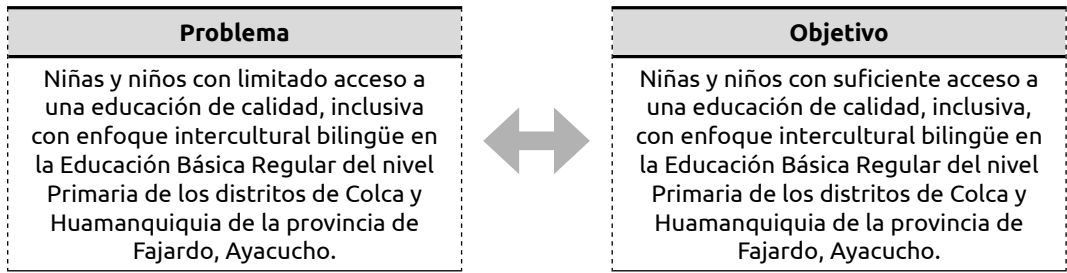 Problema
Niñas y niños con limitado acceso a
una educación de calidad, inclusiva
con enfoque intercultural bilingüe en
la Educación Básica Regular del nivel
Primaria de los distritos de Colca y
Huamanquiquia de la provincia de
Fajardo, Ayacucho.
Objetivo
Niñas y niños con suficiente acceso a
una educación de calidad, inclusiva,
con enfoque intercultural bilingüe en
la Educación Básica Regular del nivel
Primaria de los distritos de Colca y
Huamanquiquia de la provincia de
Fajardo, Ayacucho.